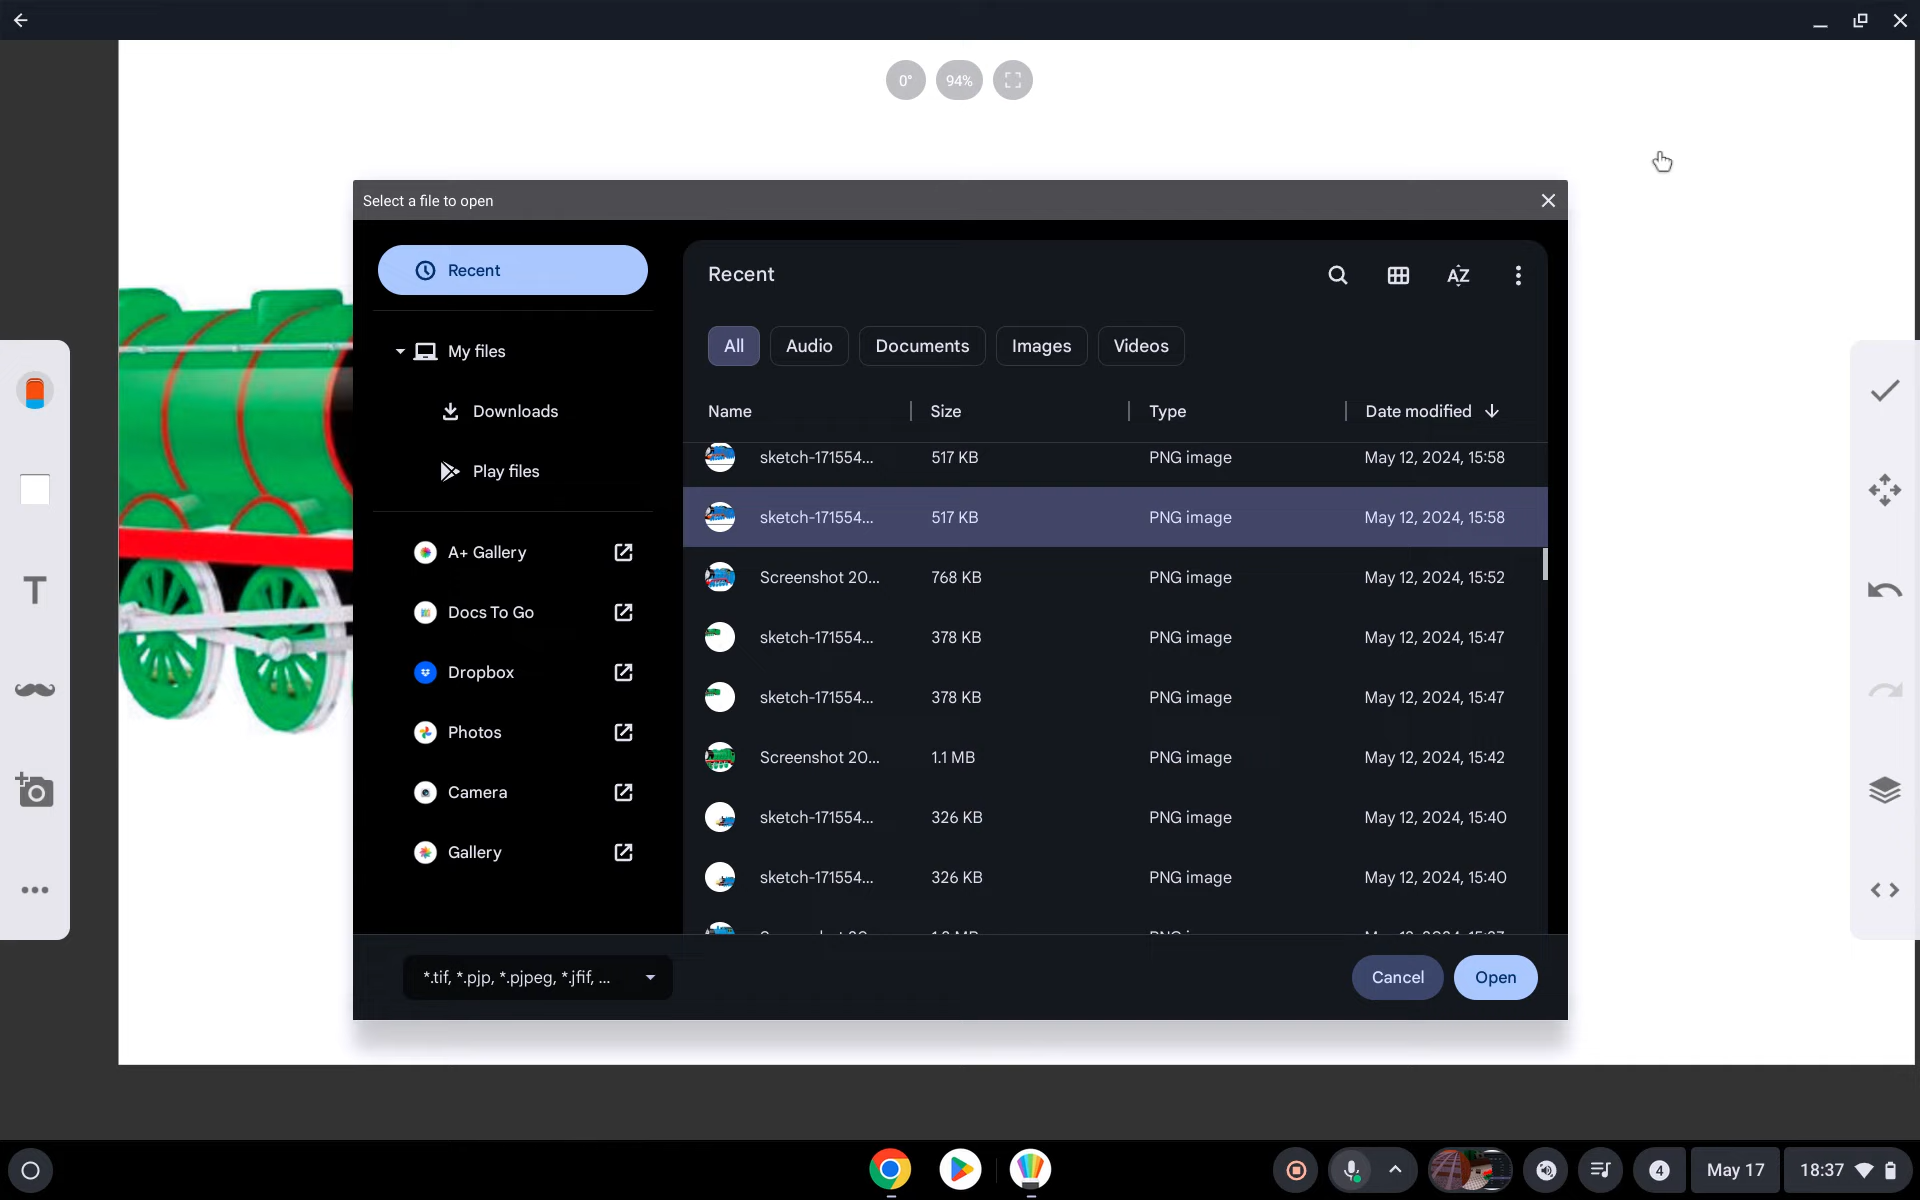 0° 94%
Select a file to open
Recent
My files
Downloads
Play files
A+ Gallery
Docs To Go
Dropbox
Photos
Camera
Gallery
Recent
AZ
All Audio Documents Images Videos
Name Size Type Date modified
sketch-171554... 517 KB PNG image May 12, 2024, 15:58
sketch-171554... 517 KB PNG image May 12, 2024, 15:58
Screenshot 20... 768 KB PNG image May 12, 2024, 15:52
sketch-171554... 378 KB PNG image May 12, 2024, 15:47
sketch-171554... 378 KB PNG image May 12, 2024, 15:47
Screenshot 20... 1.1 MB PNG image May 12, 2024, 15:42
sketch-171554... 326 KB PNG image May 12, 2024, 15:40
sketch-171554... 326 KB PNG image May 12, 2024, 15:40
*.tif, *.pjp, *.pjpeg, *.jfif, ...
Cancel Open
T
4 May 17 18:37